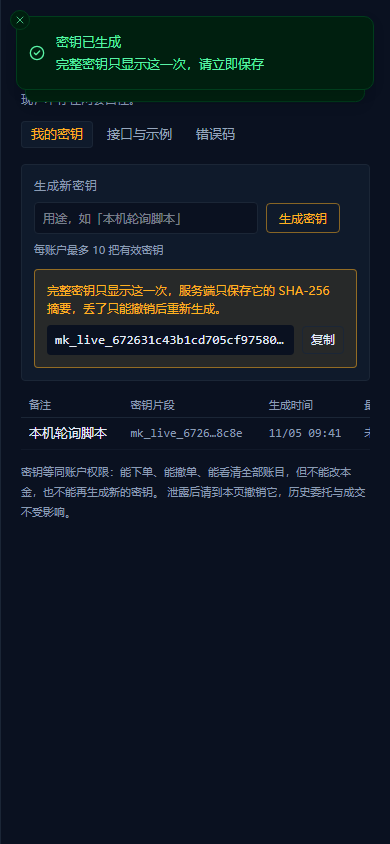 密钥已生成
完整密钥只显示这一次，请立即保存
我的密钥 接口与示例 错误码
生成新密钥
用途，如「本机轮询脚本」 生成密钥
每账户最多 10 把有效密钥
完整密钥只显示这一次，服务端只保存它的 SHA-256
摘要，丢了只能撤销后重新生成。
mk_live_672631c43b1cd705cf97580… 复制
备注 密钥片段 生成时间
本机轮询脚本 mk_live_6726…8c8e 11/05 09:41
密钥等同账户权限：能下单、能撤单、能看清全部账目，但不能改本
金，也不能再生成新的密钥。 泄露后请到本页撤销它，历史委托与成交
不受影响。